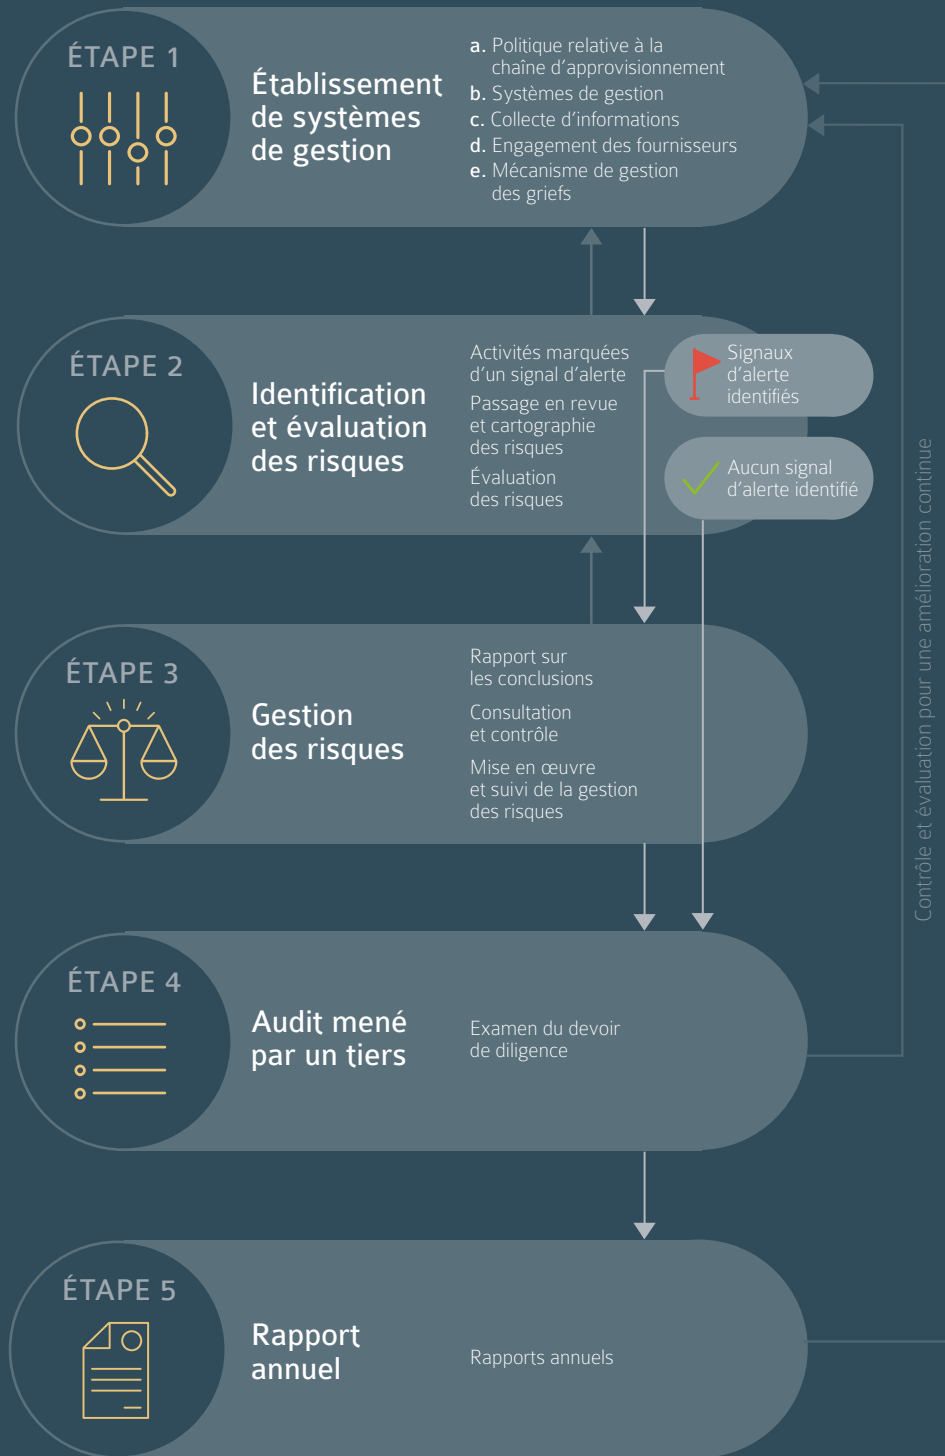 ÉTAPE 1
Établissement
de systèmes
de gestion
a. Politique relative à la
chaîne d’approvisionnement
b. Systèmes de gestion
c. Collecte d’informations
d. Engagement des fournisseurs
e. Mécanisme de gestion
des griefs
ÉTAPE 2
Identification
et évaluation
des risques
Activités marquées
d’un signal d’alerte
Passage en revue
et cartographie
des risques
Évaluation
des risques
Signaux
d’alerte
identifiés
Aucun signal
d’alerte identifié
ÉTAPE 3
Gestion
des risques
Rapport sur
les conclusions
Consultation
et contrôle
Mise en œuvre
et suivi de la gestion
des risques
ÉTAPE 4
Audit mené
par un tiers
Examen du devoir
de diligence
ÉTAPE 5
Rapport
annuel
Rapports annuels
Contrôle et évaluation pour une amélioration continue